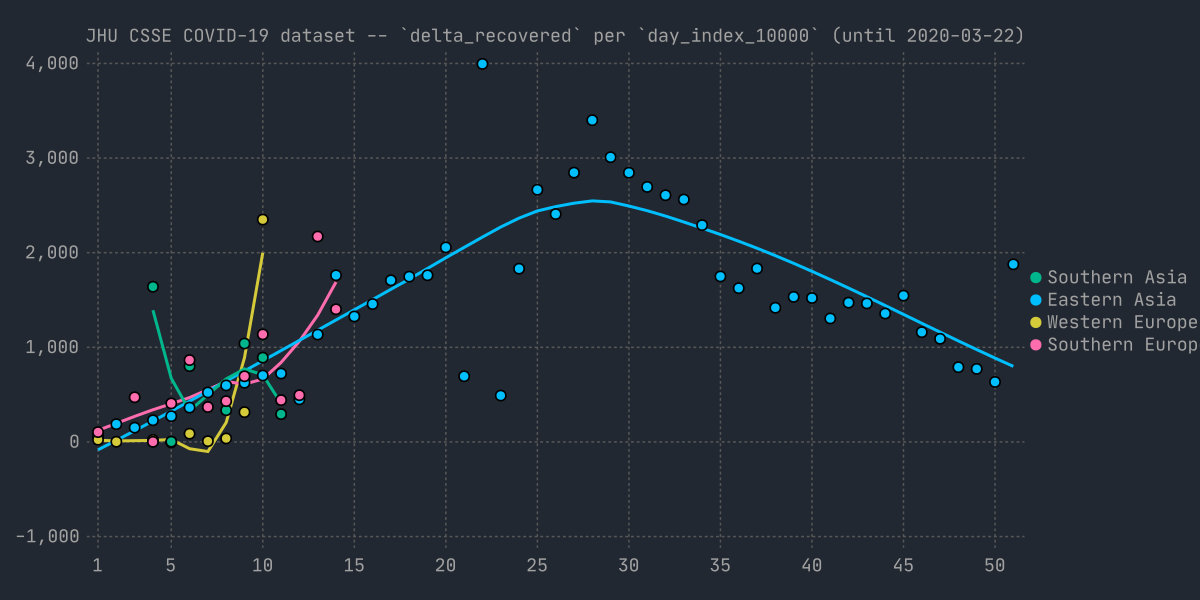 JHU CSSE COVID-19 dataset -- `delta_recovered` per `day_index_10000` (until 2020-03-22)
4,000
3,000
2,000
1,000
0
-1,000
1 5 10 15 20 25 30 35 40 45 50
Southern Asia
Eastern Asia
Western Europe
Southern Europ